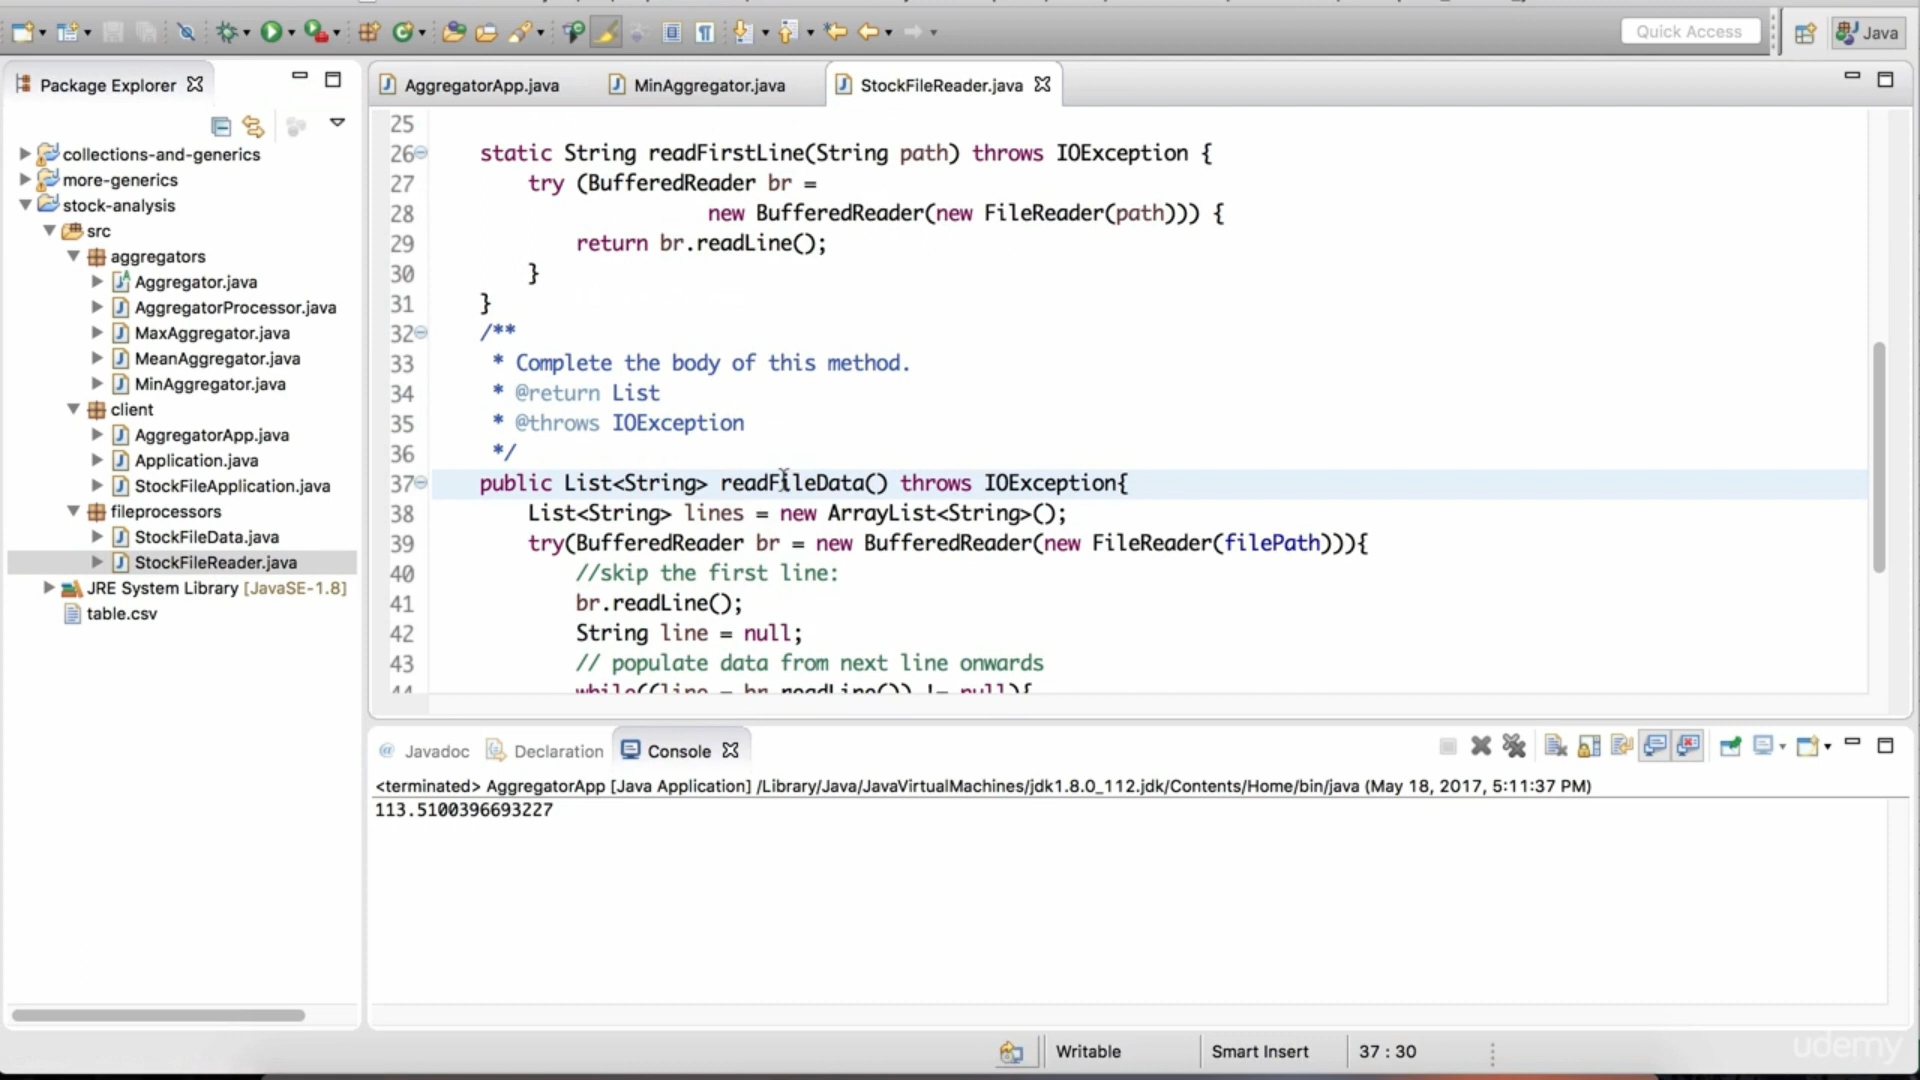 Quick Access
Java
Package Explorer
AggregatorApp.java
MinAggregator.java
StockFileReader.java
collections-and-generics
more-generics
stock-analysis
src
aggregators
Aggregator.java
AggregatorProcessor.java
MaxAggregator.java
MeanAggregator.java
MinAggregator.java
client
AggregatorApp.java
Application.java
StockFileApplication.java
fileprocessors
StockFileData.java
StockFileReader.java
JRE System Library [JavaSE-1.8]
table.csv
25
26 static String readFirstLine(String path) throws IOException {
27 try (BufferedReader br =
28 new BufferedReader(new FileReader(path))) {
29 return br.readLine();
30 }
31 }
32 /**
33 * Complete the body of this method.
34 * @return List
35 * @throws IOException
36 */
37 public List<String> readFileData() throws IOException{
38 List<String> lines = new ArrayList<String>();
39 try(BufferedReader br = new BufferedReader(new FileReader(filePath))){
40 //skip the first line:
41 br.readLine();
42 String line = null;
43 // populate data from next line onwards
44 while((line = br.readLine()) != null){
Javadoc
Declaration
Console
<terminated> AggregatorApp [Java Application] /Library/Java/JavaVirtualMachines/jdk1.8.0_112.jdk/Contents/Home/bin/java (May 18, 2017, 5:11:37 PM)
113.5100396693227
Writable
Smart Insert
37 : 30
udemy